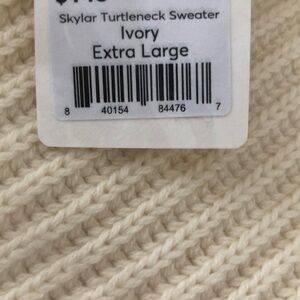 Skylar Turtleneck Sweater
Ivory
Extra Large
8 40154 84476 7